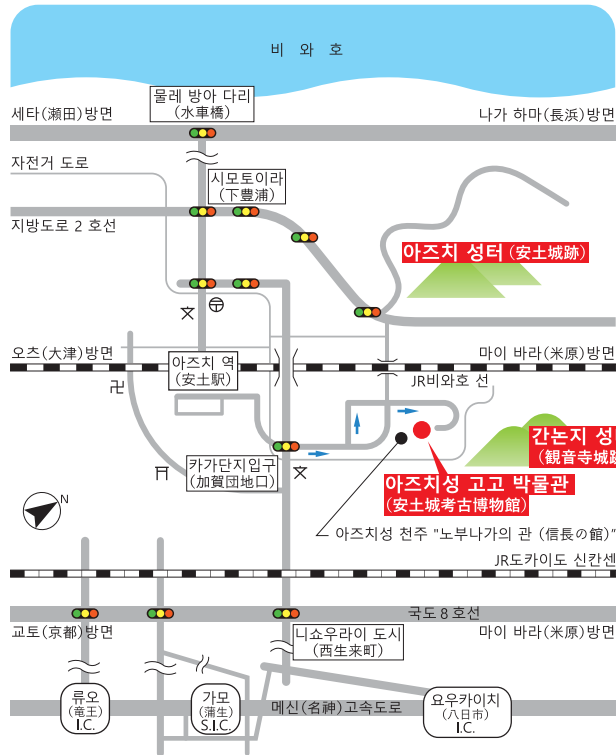 비 와 호
물레 방아 다리
(水車橋)
세타(瀬田)방면
나가 하마(長浜)방면
자전거 도로
시모토이라
(下豊浦)
지방도로 2 호선
아즈치 성터 (安土城跡)
文
오츠(大津)방면
아즈치 역
(安土駅)
마이 바라(米原)방면
JR비와호 선
카가단지입구
(加賀団地口)
文
간논지 성
(観音寺城跡
아즈치성 고고 박물관
(安土城考古博物館)
N
아즈치성 천주 "노부나가의 관 (信長の館)"
JR도카이도 신칸센
국도 8 호선
교토(京都)방면
니쇼우라이 도시
(西生来町)
마이 바라(米原)방면
류오
(竜王)
I.C.
가모
(蒲生)
S.I.C.
메신(名神)고속도로
요우카이치
(八日市)
I.C.